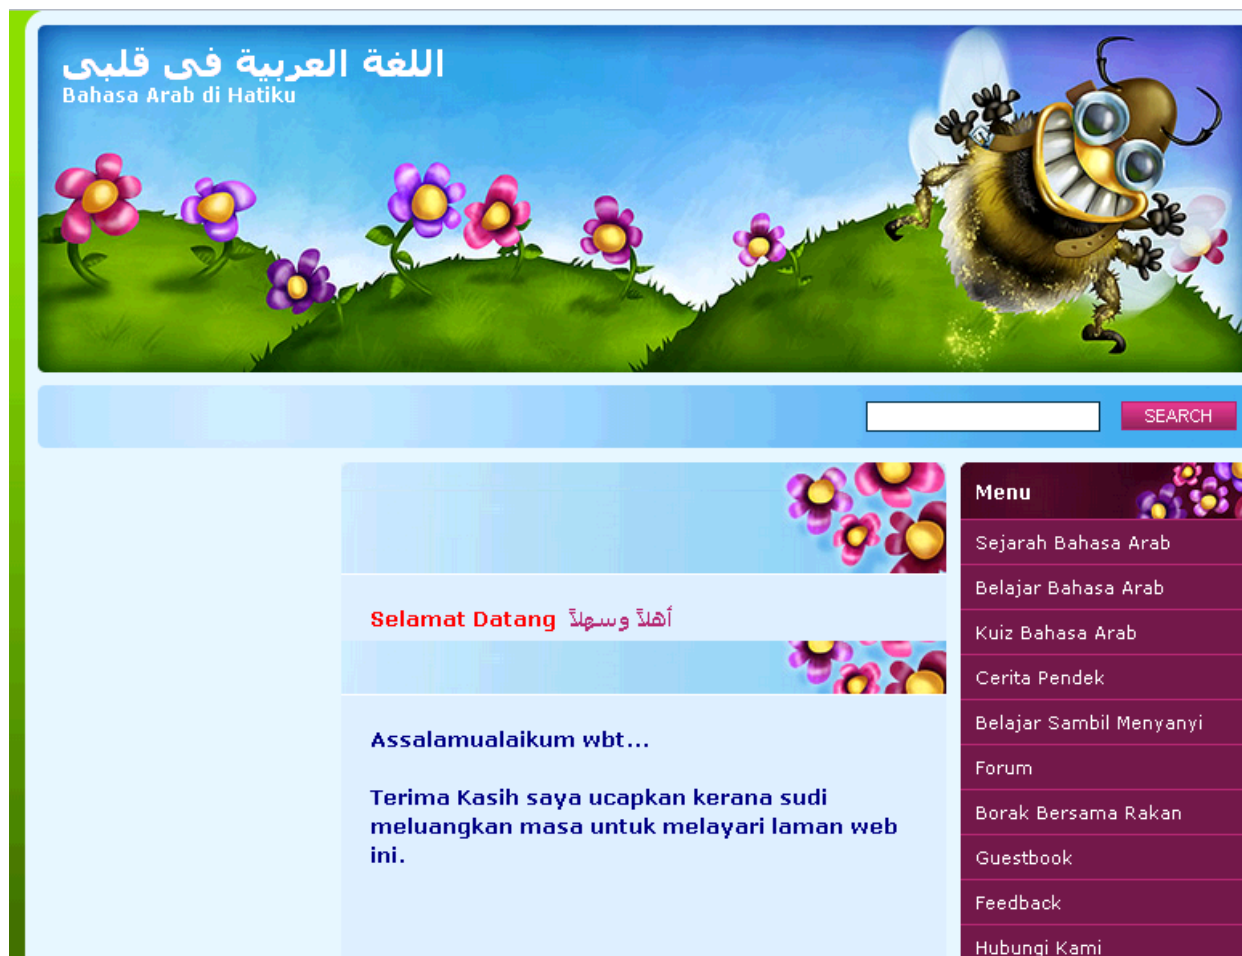 اللغة العربية فى قلبى
Bahasa Arab di Hatiku
SEARCH
Selamat Datang أهلاً وسهلاً
Assalamualaikum wbt...
Terima Kasih saya ucapkan kerana sudi
meluangkan masa untuk melayari laman web
ini.
Menu
Sejarah Bahasa Arab
Belajar Bahasa Arab
Kuiz Bahasa Arab
Cerita Pendek
Belajar Sambil Menyanyi
Forum
Borak Bersama Rakan
Guestbook
Feedback
Hubungi Kami